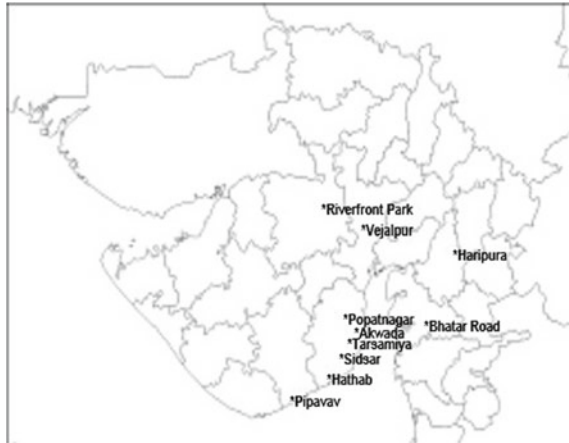 *Riverfront Park
*Vejalpur
*Haripura
*Popatnagar
*Bhatar Road
*Akwada
*Tarsamiya
*Sidsar
*Hathab
*Pipavav